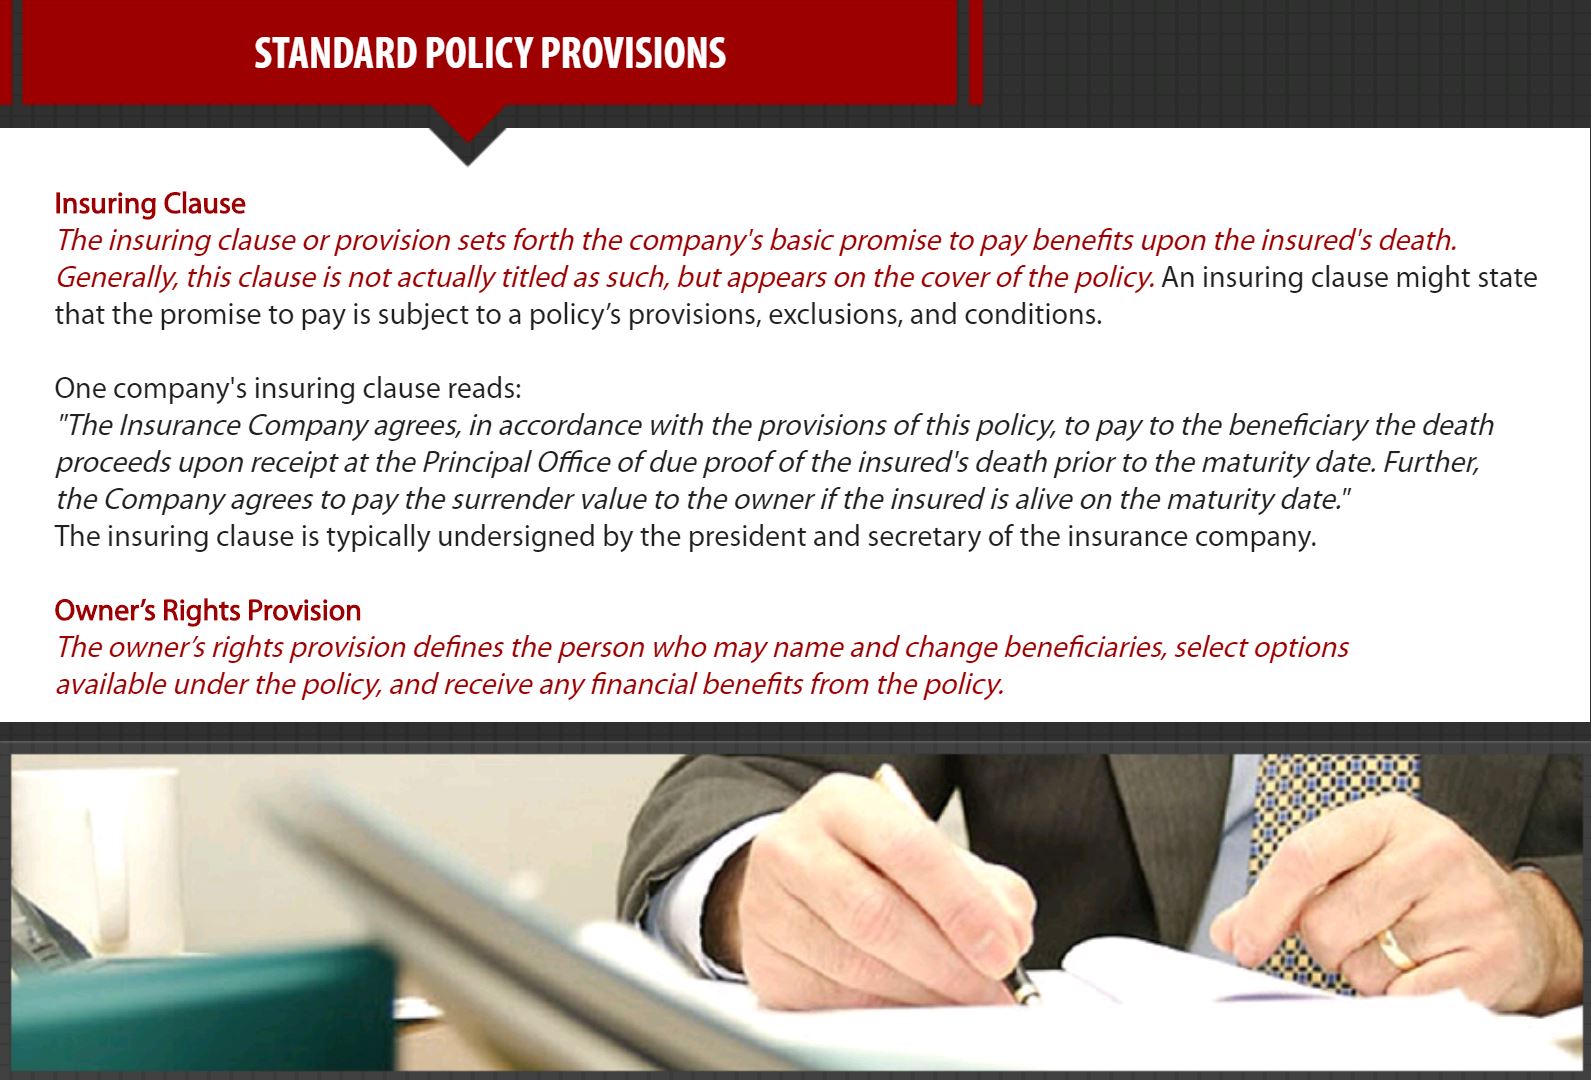 STANDARD POLICY PROVISIONS
Insuring Clause
The insuring clause or provision sets forth the company's basic promise to pay benefits upon the insured's death.
Generally, this clause is not actually titled as such, but appears on the cover of the policy. An insuring clause might state
that the promise to pay is subject to a policy’s provisions, exclusions, and conditions.
One company's insuring clause reads:
"The Insurance Company agrees, in accordance with the provisions of this policy, to pay to the beneficiary the death
proceeds upon receipt at the Principal Office of due proof of the insured's death prior to the maturity date. Further,
the Company agrees to pay the surrender value to the owner if the insured is alive on the maturity date."
The insuring clause is typically undersigned by the president and secretary of the insurance company.
Owner’s Rights Provision
The owner’s rights provision defines the person who may name and change beneficiaries, select options
available under the policy, and receive any financial benefits from the policy.